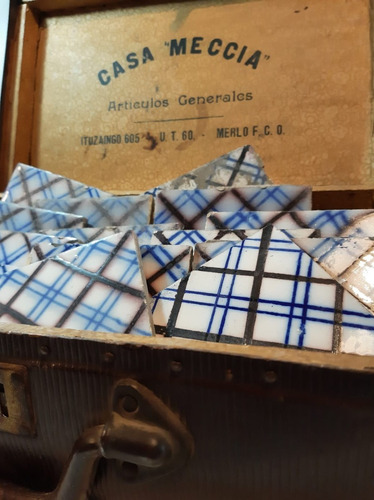 CASA "MECCIA"
Artículos Generales
ITUZAINGO 605 - U. T. 60. - MERLO F. C. O.